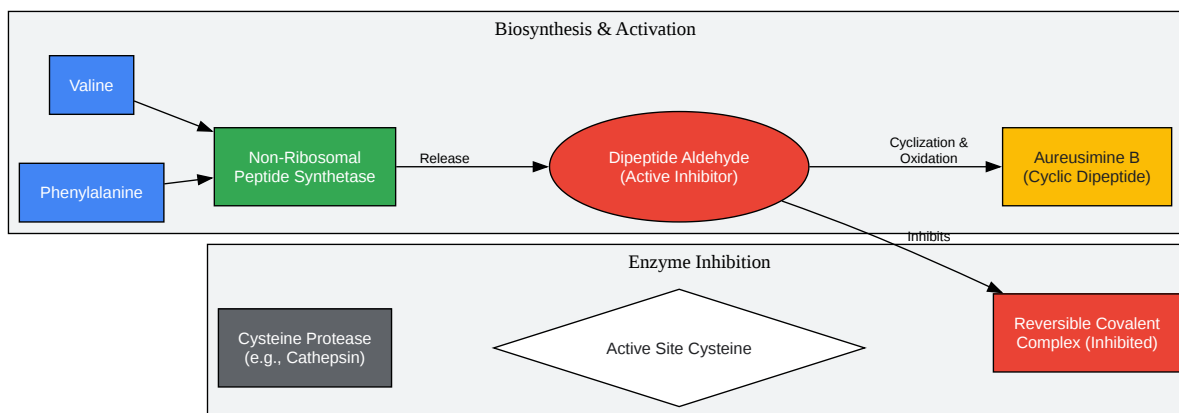 Biosynthesis & Activation
Valine
Phenylalanine
Non-Ribosomal
Peptide Synthetase
Release
Dipeptide Aldehyde
(Active Inhibitor)
Cyclization &
Oxidation
Aureusimine B
(Cyclic Dipeptide)
Inhibits
Enzyme Inhibition
Cysteine Protease
(e.g., Cathepsin)
Active Site Cysteine
Reversible Covalent
Complex (Inhibited)